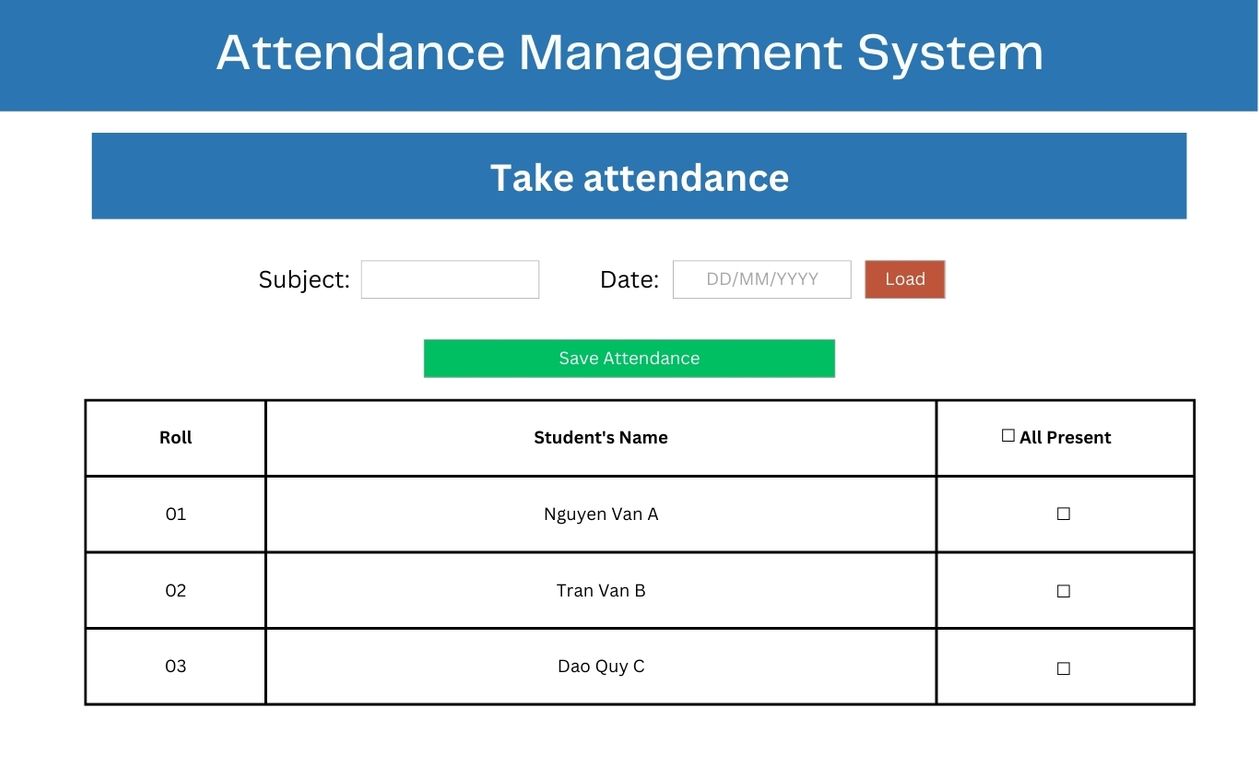 Attendance Management System
Take attendance
Subject: Date: DD/MM/YYYY Load
Save Attendance
Roll Student's Name ☐ All Present
01 Nguyen Van A ☐
02 Tran Van B ☐
03 Dao Quy C ☐